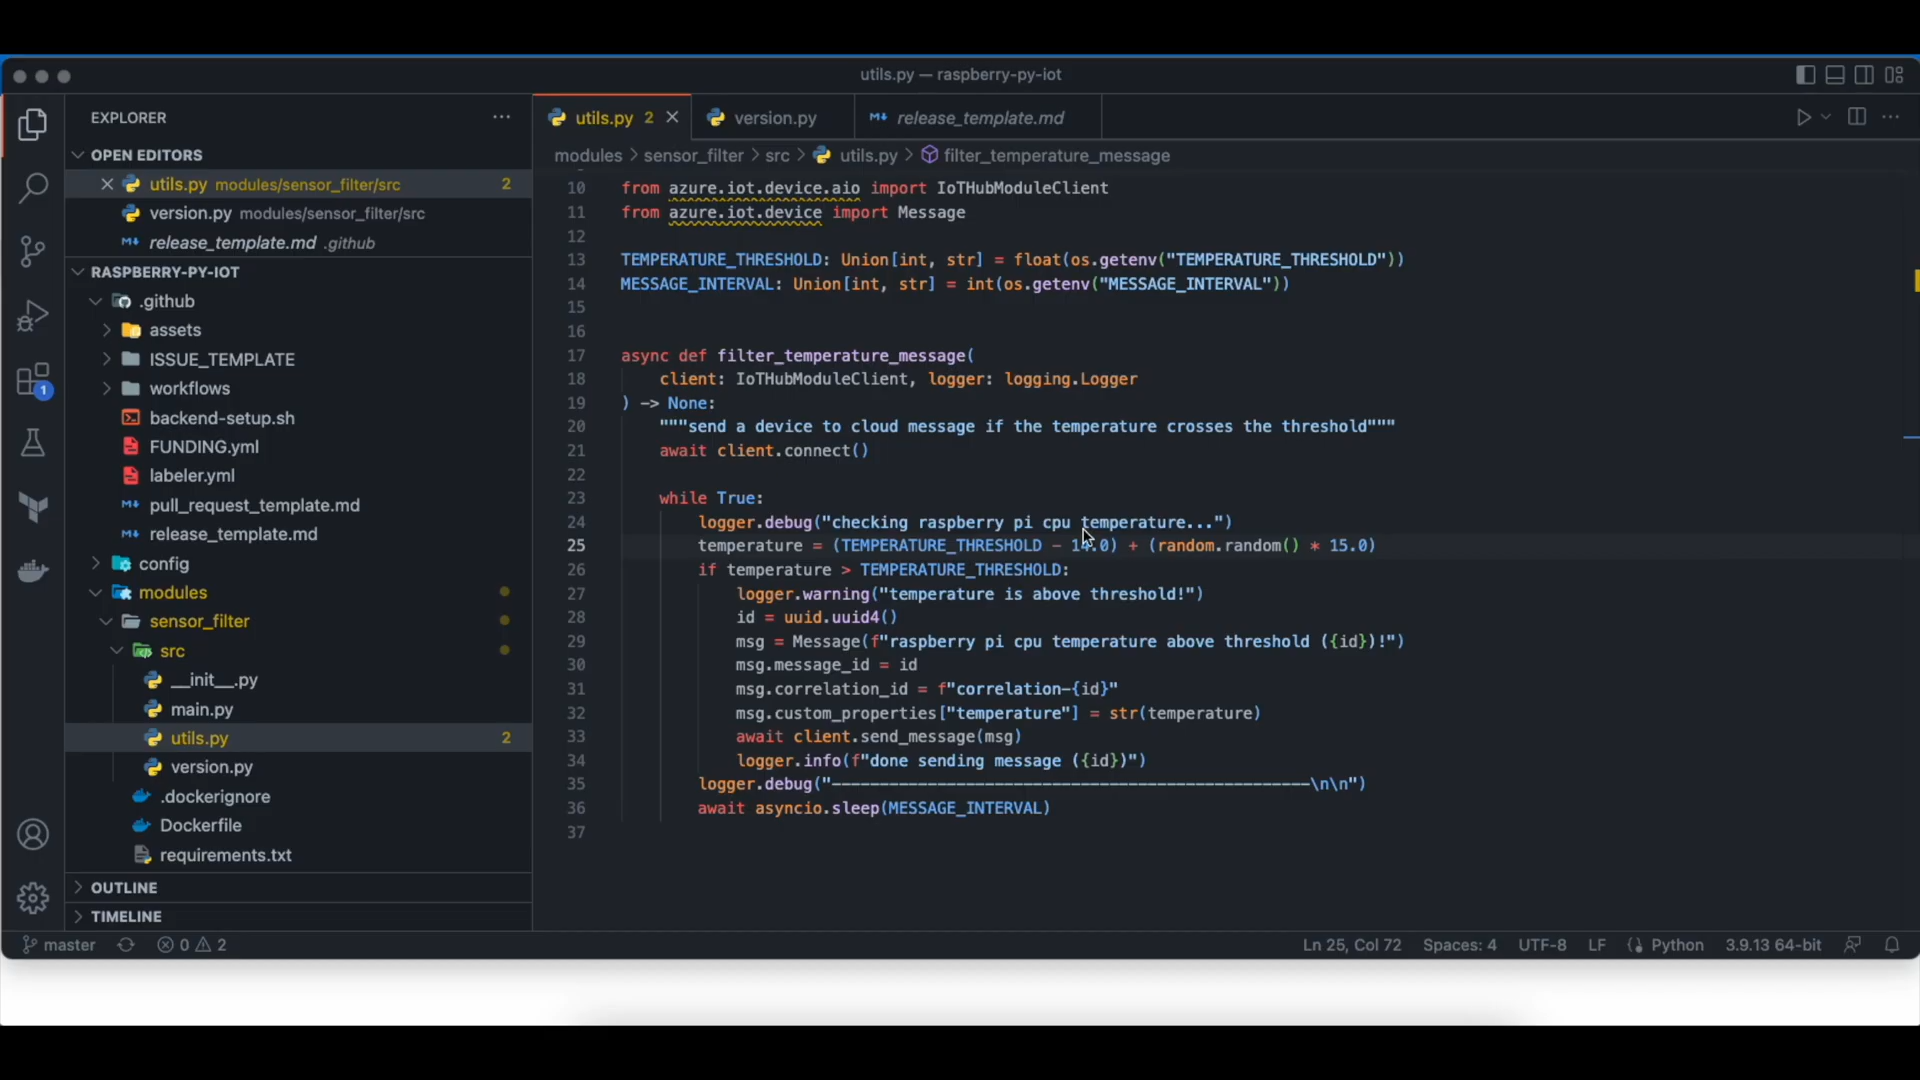 utils.py — raspberry-py-iot
EXPLORER
OPEN EDITORS
utils.py modules/sensor_filter/src 2
version.py modules/sensor_filter/src
release_template.md .github
RASPBERRY-PY-IOT
.github
assets
ISSUE_TEMPLATE
workflows
backend-setup.sh
FUNDING.yml
labeler.yml
pull_request_template.md
release_template.md
config
modules
sensor_filter
src
__init__.py
main.py
utils.py 2
version.py
.dockerignore
Dockerfile
requirements.txt
OUTLINE
TIMELINE
1
utils.py 2
version.py
release_template.md
modules > sensor_filter > src > utils.py > filter_temperature_message
10 from azure.iot.device.aio import IoTHubModuleClient
11 from azure.iot.device import Message
12
13 TEMPERATURE_THRESHOLD: Union[int, str] = float(os.getenv("TEMPERATURE_THRESHOLD"))
14 MESSAGE_INTERVAL: Union[int, str] = int(os.getenv("MESSAGE_INTERVAL"))
15
16
17 async def filter_temperature_message(
18     client: IoTHubModuleClient, logger: logging.Logger
19 ) -> None:
20     """send a device to cloud message if the temperature crosses the threshold"""
21     await client.connect()
22
23     while True:
24         logger.debug("checking raspberry pi cpu temperature...")
25         temperature = (TEMPERATURE_THRESHOLD - 14.0) + (random.random() * 15.0)
26         if temperature > TEMPERATURE_THRESHOLD:
27             logger.warning("temperature is above threshold!")
28             id = uuid.uuid4()
29             msg = Message(f"raspberry pi cpu temperature above threshold ({id})!")
30             msg.message_id = id
31             msg.correlation_id = f"correlation-{id}"
32             msg.custom_properties["temperature"] = str(temperature)
33             await client.send_message(msg)
34             logger.info(f"done sending message ({id})")
35         logger.debug("--------------------------------------------------\n\n")
36         await asyncio.sleep(MESSAGE_INTERVAL)
37
master 0 2
Ln 25, Col 72 Spaces: 4 UTF-8 LF Python 3.9.13 64-bit